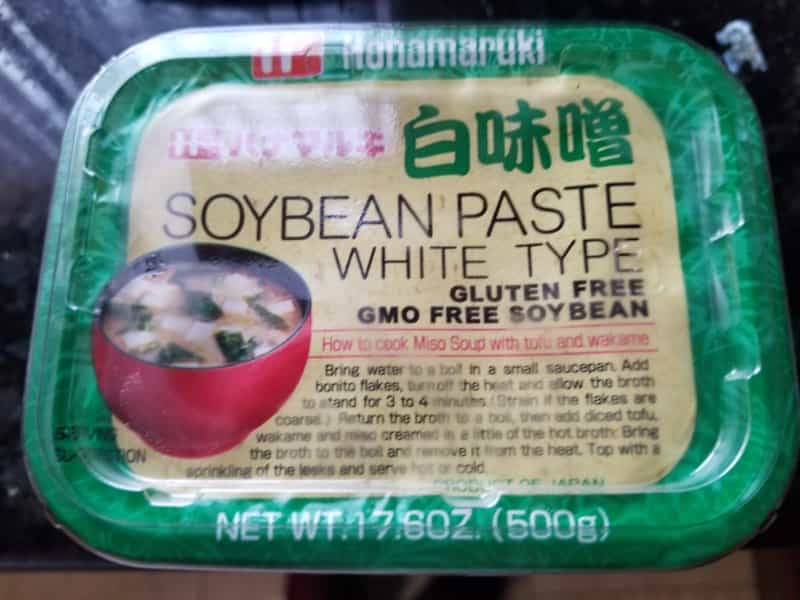 Hanamaruki
ハナマルキ 白味噌
SOYBEAN PASTE
WHITE TYPE
GLUTEN FREE
GMO FREE SOYBEAN
How to cook Miso Soup with tofu and wakame
Bring water to a boil in a small saucepan. Add
bonito flakes, turn off the heat and allow the broth
to stand for 3 to 4 minutes. (Strain if the flakes are
coarse.) Return the broth to a boil, then add diced tofu,
wakame and miso creamed in a little of the hot broth. Bring
the broth to the boil and remove it from the heat. Top with a
sprinkling of the leeks and serve hot or cold.
SERVING
SUGGESTION
PRODUCT OF JAPAN
NET WT.17.6OZ. (500g)